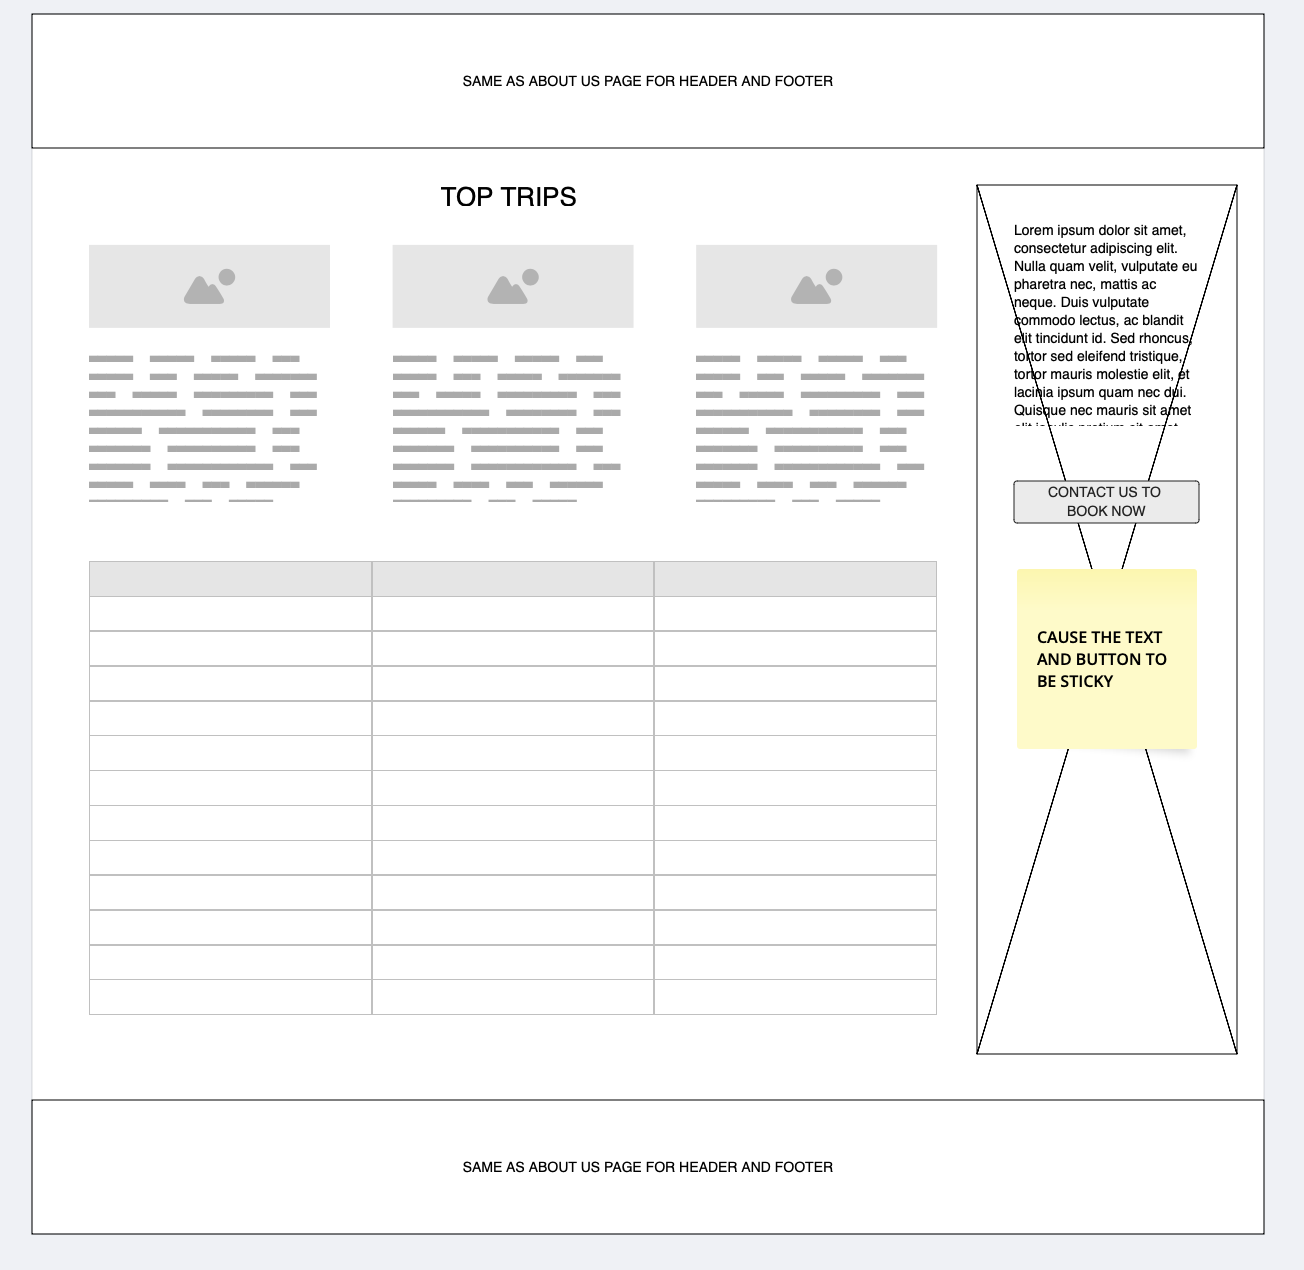 SAME AS ABOUT US PAGE FOR HEADER AND FOOTER
TOP TRIPS
Lorem ipsum dolor sit amet,
consectetur adipiscing elit.
Nulla quam velit, vulputate eu
pharetra nec, mattis ac
neque. Duis vulputate
commodo lectus, ac blandit
elit tincidunt id. Sed rhoncus,
tortor sed eleifend tristique,
tortor mauris molestie elit, et
lacinia ipsum quam nec dui.
Quisque nec mauris sit amet
CONTACT US TO
BOOK NOW
CAUSE THE TEXT
AND BUTTON TO
BE STICKY
SAME AS ABOUT US PAGE FOR HEADER AND FOOTER